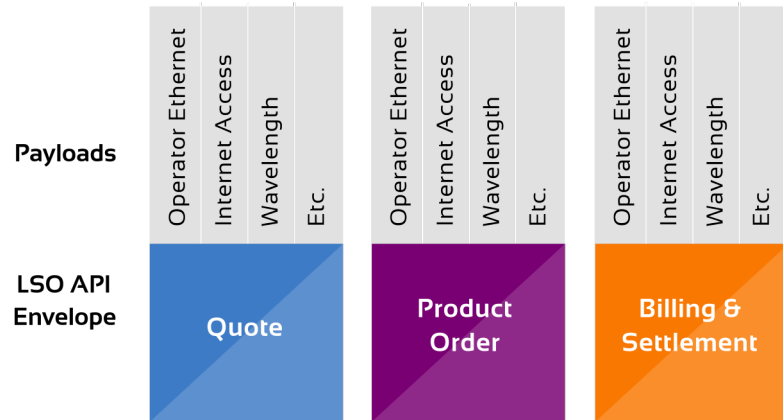 Payloads
Operator Ethernet
Internet Access
Wavelength
Etc.
Operator Ethernet
Internet Access
Wavelength
Etc.
Operator Ethernet
Internet Access
Wavelength
Etc.
LSO API
Envelope
Quote
Product
Order
Billing &
Settlement